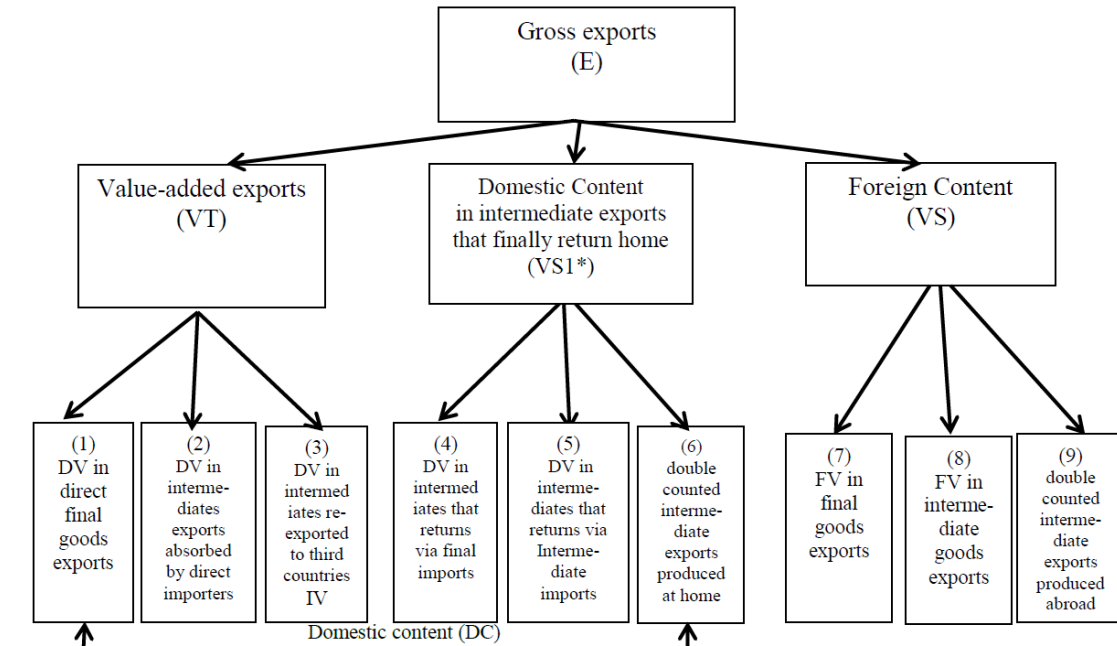 Gross exports
(E)
Value-added exports
(VT)
Domestic Content
in intermediate exports
that finally return home
(VS1*)
Foreign Content
(VS)
(1)
DV in
direct
final
goods
exports
(2)
DV in
interme-
diates
exports
absorbed
by direct
importers
(3)
DV in
intermed
iates re-
exported
to third
countries
IV
(4)
DV in
intermed
iates that
returns
via final
imports
(5)
DV in
interme-
diates that
returns via
Interme-
diate
imports
(6)
double
counted
interme-
diate
exports
produced
at home
(7)
FV in
final
goods
exports
(8)
FV in
interme-
diate
goods
exports
(9)
double
counted
interme-
diate
exports
produced
abroad
Domestic content (DC)